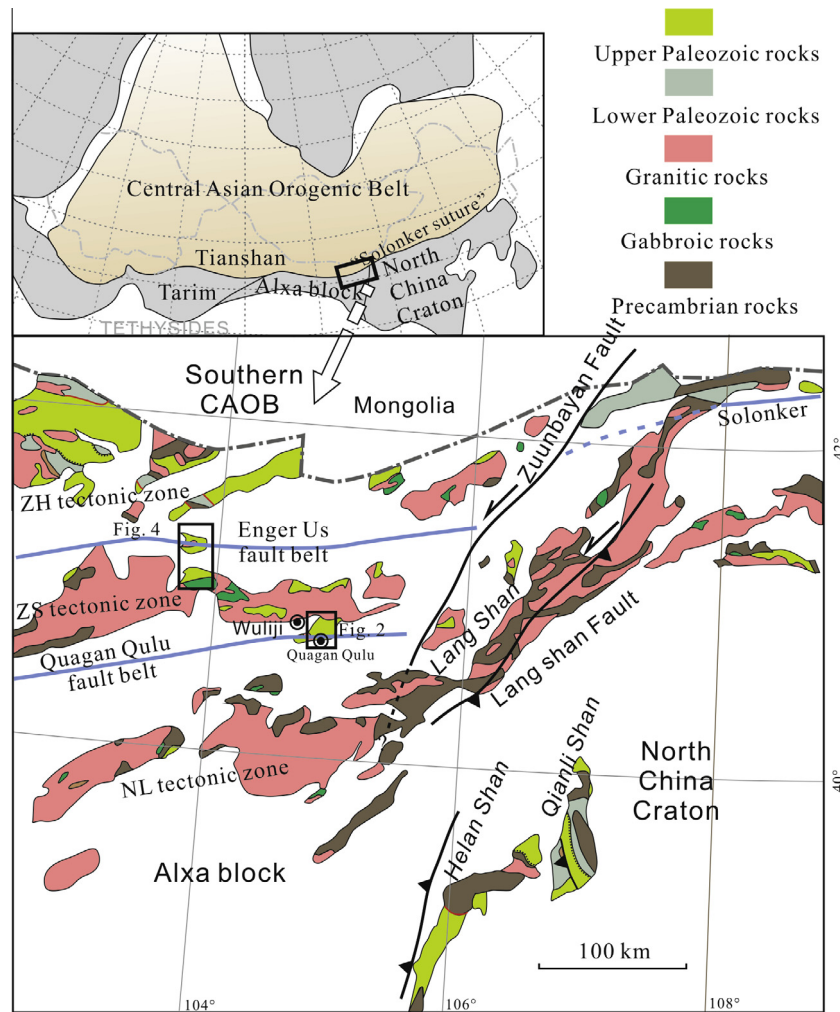 Upper Paleozoic rocks
Lower Paleozoic rocks
Granitic rocks
Gabbroic rocks
Precambrian rocks
Central Asian Orogenic Belt
"Solonker suture"
Tianshan
Tarim
Alxa block
North
China
Craton
TETHYSIDES
Southern
CAOB
Mongolia
Zuunbayan Fault
Solonker
42°
ZH tectonic zone
Fig. 4
Enger Us
fault belt
ZS tectonic zone
Wuliji
Fig. 2
Quagan Qulu
Quagan Qulu
fault belt
Lang Shan
Lang shan Fault
?
NL tectonic zone
North
China
Craton
40°
Qianli Shan
Helan Shan
Alxa block
100 km
104°
106°
108°